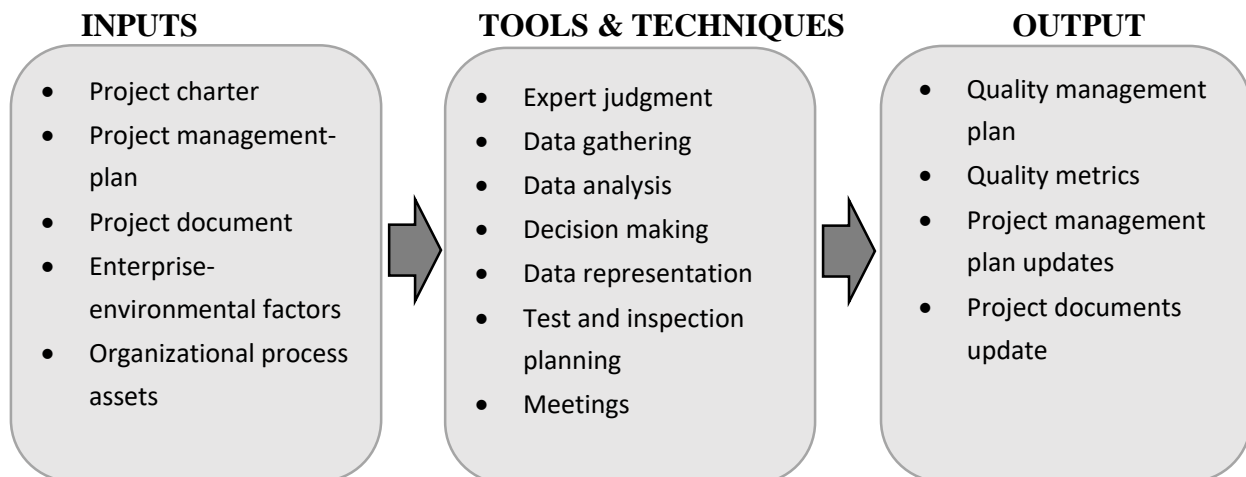 INPUTS
• Project charter
• Project management-
plan
• Project document
• Enterprise-
environmental factors
• Organizational process
assets
TOOLS & TECHNIQUES
• Expert judgment
• Data gathering
• Data analysis
• Decision making
• Data representation
• Test and inspection
planning
• Meetings
OUTPUT
• Quality management
plan
• Quality metrics
• Project management
plan updates
• Project documents
update